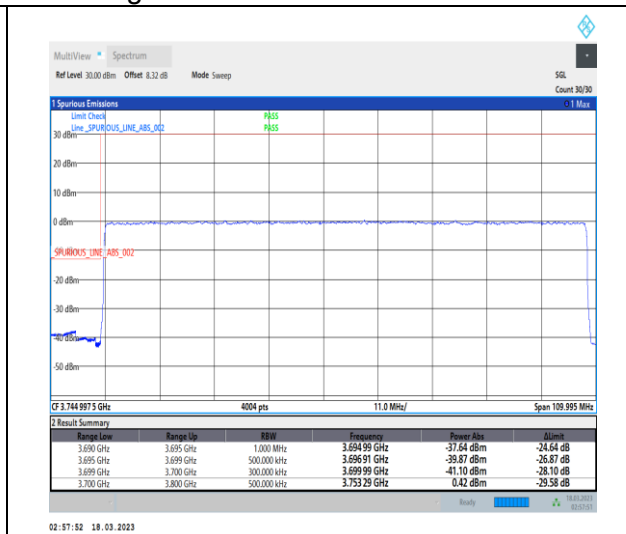 MultiView Spectrum
Ref Level 30.00 dBm Offset 8.32 dB Mode Sweep SGL
Count 30/30
1 Spurious Emissions 1 Max
Limit Check PASS
Line _SPURIOUS_LINE_ABS_002 PASS
30 dBm
20 dBm
10 dBm
0 dBm
_SPURIOUS_LINE_ABS_002
-20 dBm
-30 dBm
-40 dBm
-50 dBm
CF 3.744 997 5 GHz 4004 pts 11.0 MHz/ Span 109.995 MHz
2 Result Summary
Range Low Range Up RBW Frequency Power Abs ΔLimit
3.690 GHz 3.695 GHz 1.000 MHz 3.694 99 GHz -37.64 dBm -24.64 dB
3.695 GHz 3.699 GHz 500.000 kHz 3.696 91 GHz -39.87 dBm -26.87 dB
3.699 GHz 3.700 GHz 300.000 kHz 3.699 99 GHz -41.10 dBm -28.10 dB
3.700 GHz 3.800 GHz 500.000 kHz 3.753 29 GHz 0.42 dBm -29.58 dB
Ready 18.03.2023
02:57:51
02:57:52 18.03.2023